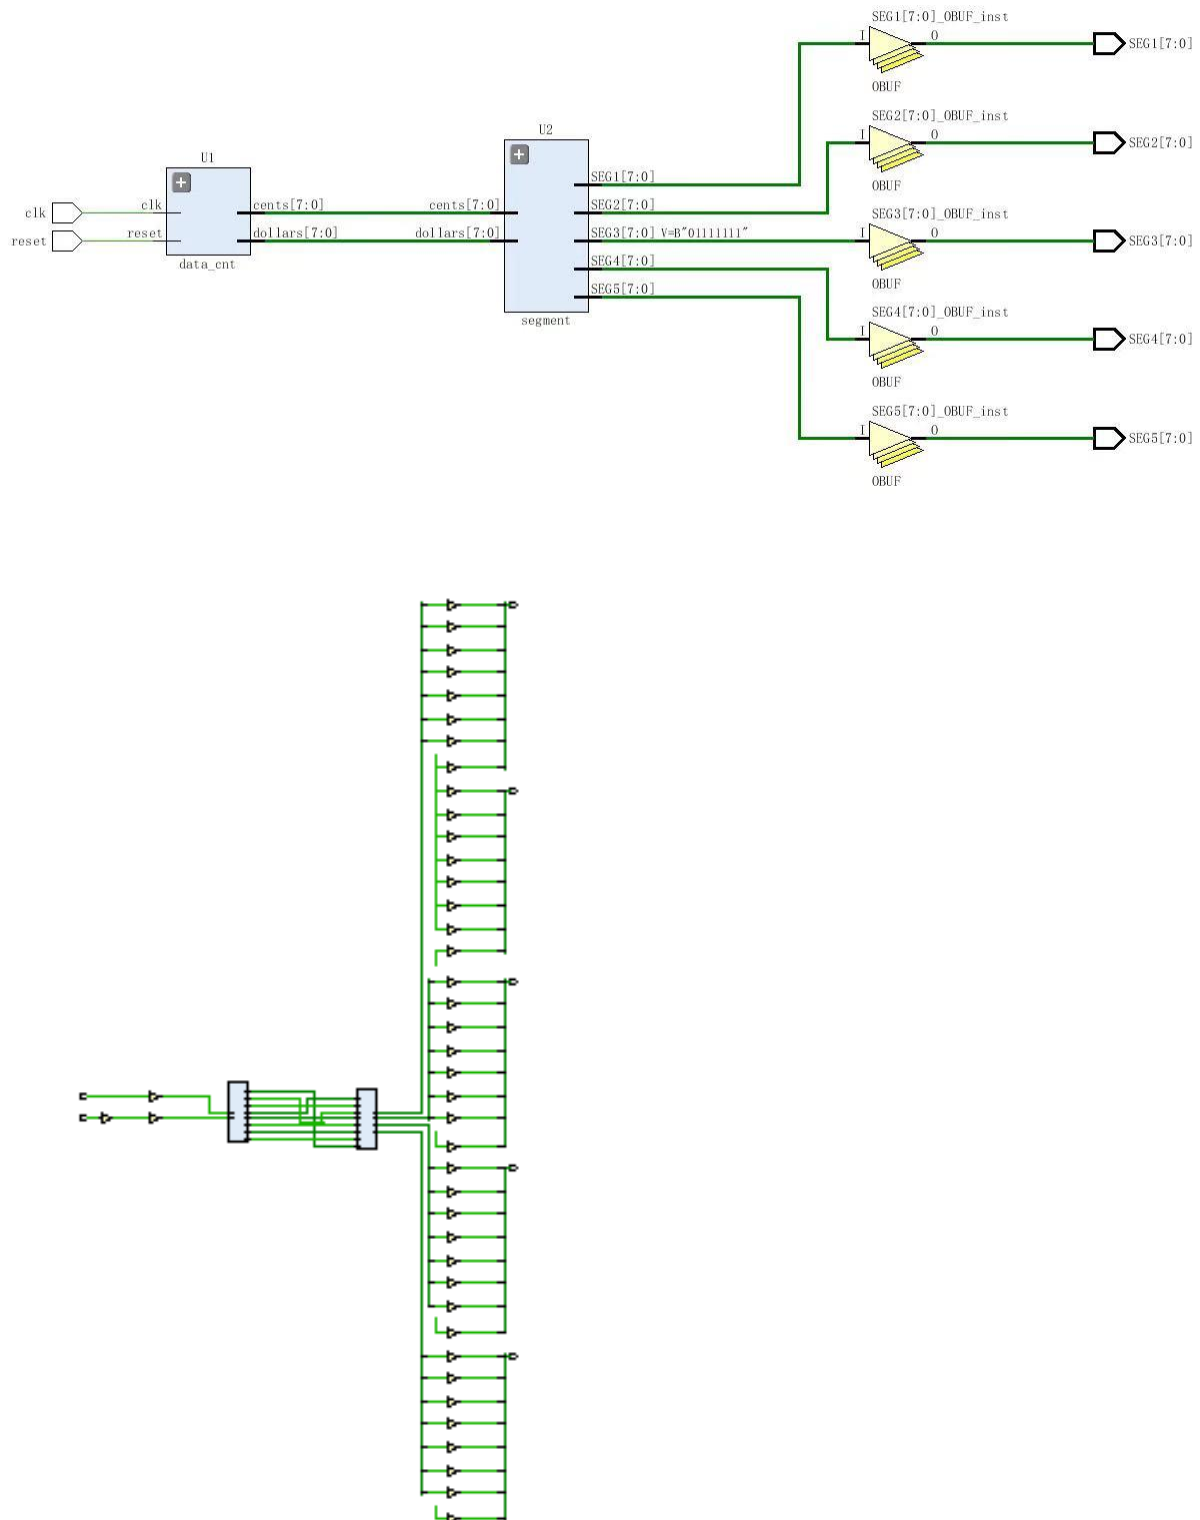 SEG1[7:0]_OBUF_inst
I
O
SEG1[7:0]
OBUF
SEG2[7:0]_OBUF_inst
I
O
SEG2[7:0]
OBUF
U2
U1
SEG1[7:0]
clk
clk
cents[7:0]
cents[7:0]
SEG2[7:0]
reset
reset
dollars[7:0]
dollars[7:0]
SEG3[7:0] V=B"01111111"
data_cnt
SEG4[7:0]
SEG5[7:0]
segment
SEG3[7:0]_OBUF_inst
I
O
SEG3[7:0]
OBUF
SEG4[7:0]_OBUF_inst
I
O
SEG4[7:0]
OBUF
SEG5[7:0]_OBUF_inst
I
O
SEG5[7:0]
OBUF